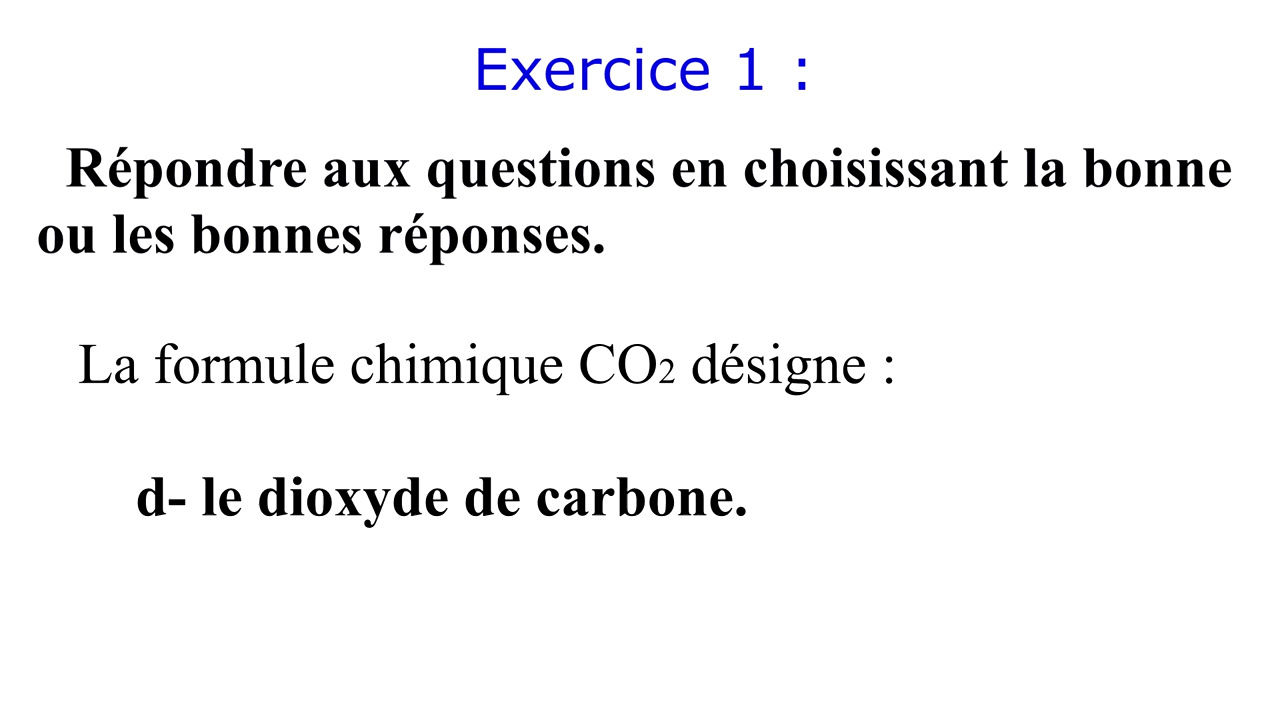 Exercice 1 :
Répondre aux questions en choisissant la bonne
ou les bonnes réponses.
La formule chimique CO2 désigne :
d- le dioxyde de carbone.